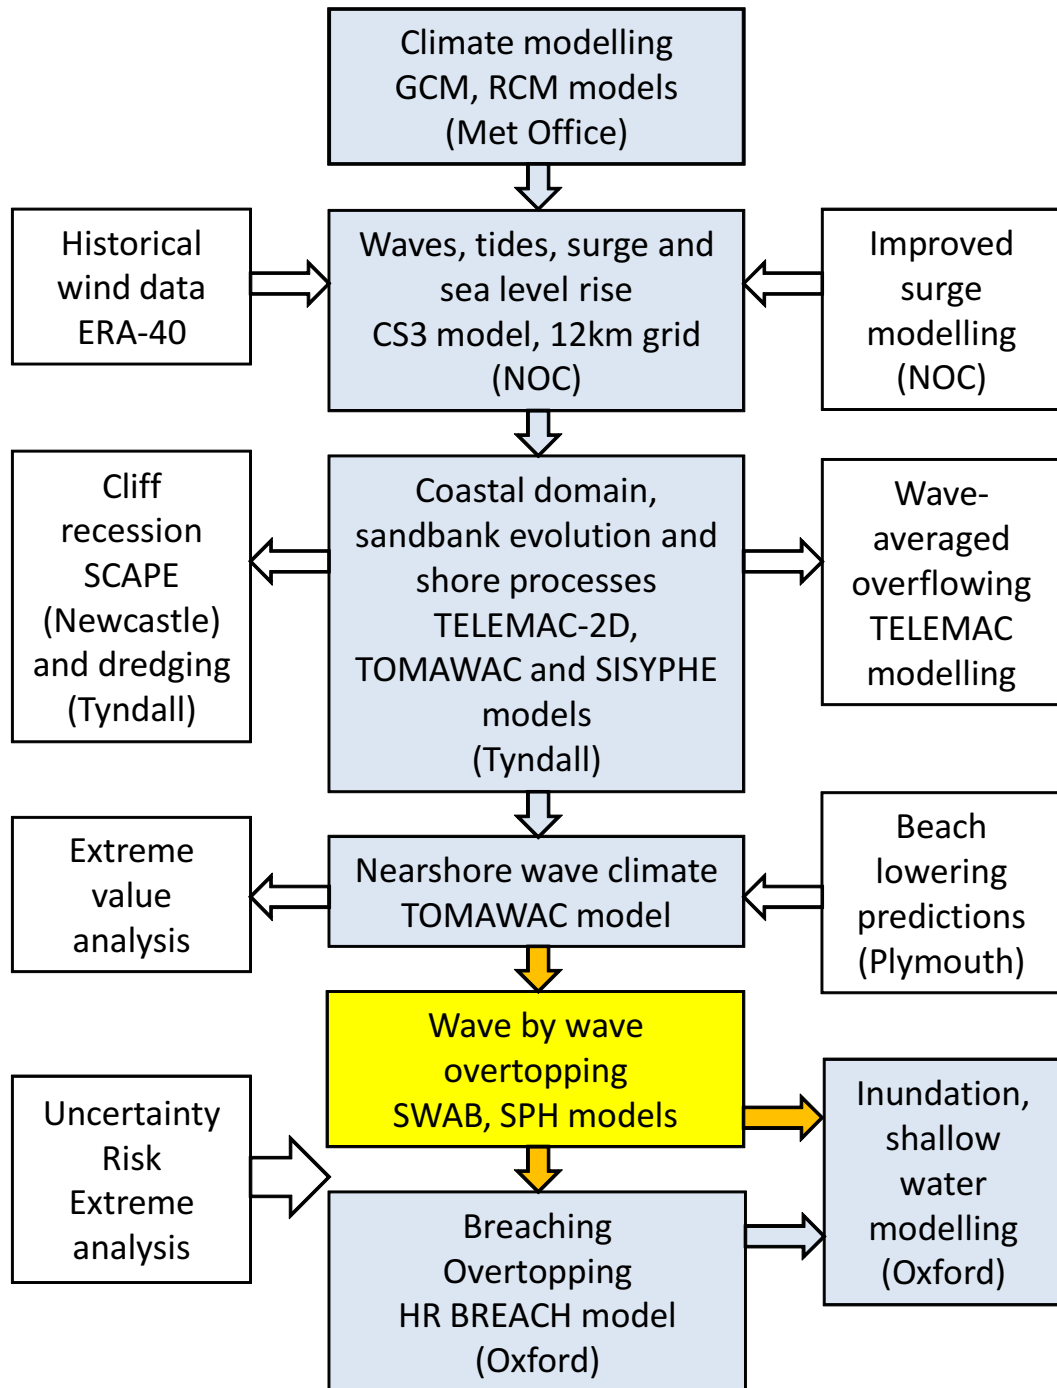 Climate modelling
GCM, RCM models
(Met Office)
Historical
wind data
ERA-40
Waves, tides, surge and
sea level rise
CS3 model, 12km grid
(NOC)
Improved
surge
modelling
(NOC)
Cliff
recession
SCAPE
(Newcastle)
and dredging
(Tyndall)
Coastal domain,
sandbank evolution and
shore processes
TELEMAC-2D,
TOMAWAC and SISYPHE
models
(Tyndall)
Wave-
averaged
overflowing
TELEMAC
modelling
Extreme
value
analysis
Nearshore wave climate
TOMAWAC model
Beach
lowering
predictions
(Plymouth)
Wave by wave
overtopping
SWAB, SPH models
Uncertainty
Risk
Extreme
analysis
Breaching
Overtopping
HR BREACH model
(Oxford)
Inundation,
shallow
water
modelling
(Oxford)